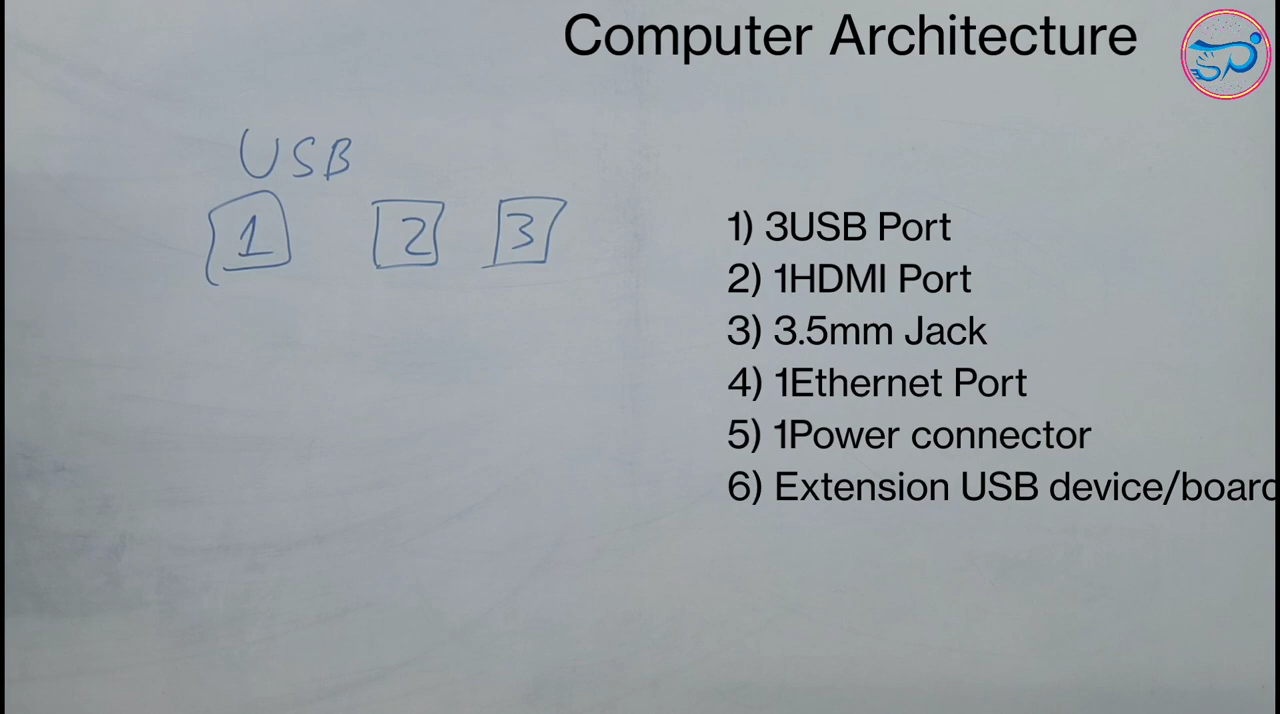 Computer Architecture
USB
1 2 3
1) 3USB Port
2) 1HDMI Port
3) 3.5mm Jack
4) 1Ethernet Port
5) 1Power connector
6) Extension USB device/board